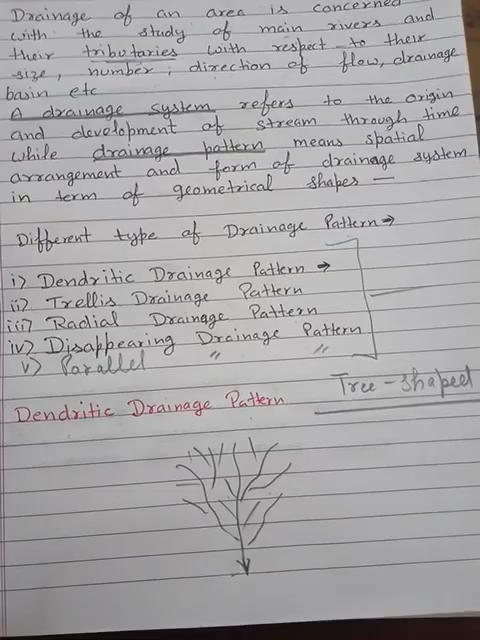 Drainage of an area is concerned
with the study of main rivers and
their tributaries with respect to their
size, number, direction of flow, drainage
basin etc
A drainage system refers to the origin
and development of stream through time
while drainage pattern means spatial
arrangement and form of drainage system
in term of geometrical shapes —
Different type of Drainage Pattern →
i) Dendritic Drainage Pattern →
ii) Trellis Drainage Pattern
iii) Radial Drainage Pattern
iv) Disappearing Drainage Pattern
v) Parallel " "
Tree-shaped
Dendritic Drainage Pattern